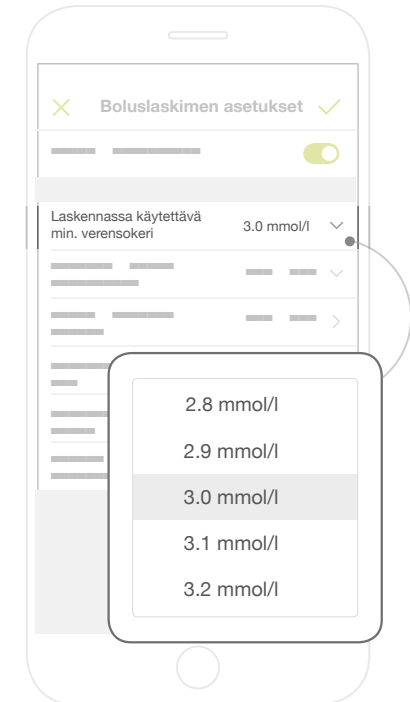 Boluslaskimen asetukset
Laskennassa käytettävä
min. verensokeri
3.0 mmol/l
2.8 mmol/l
2.9 mmol/l
3.0 mmol/l
3.1 mmol/l
3.2 mmol/l